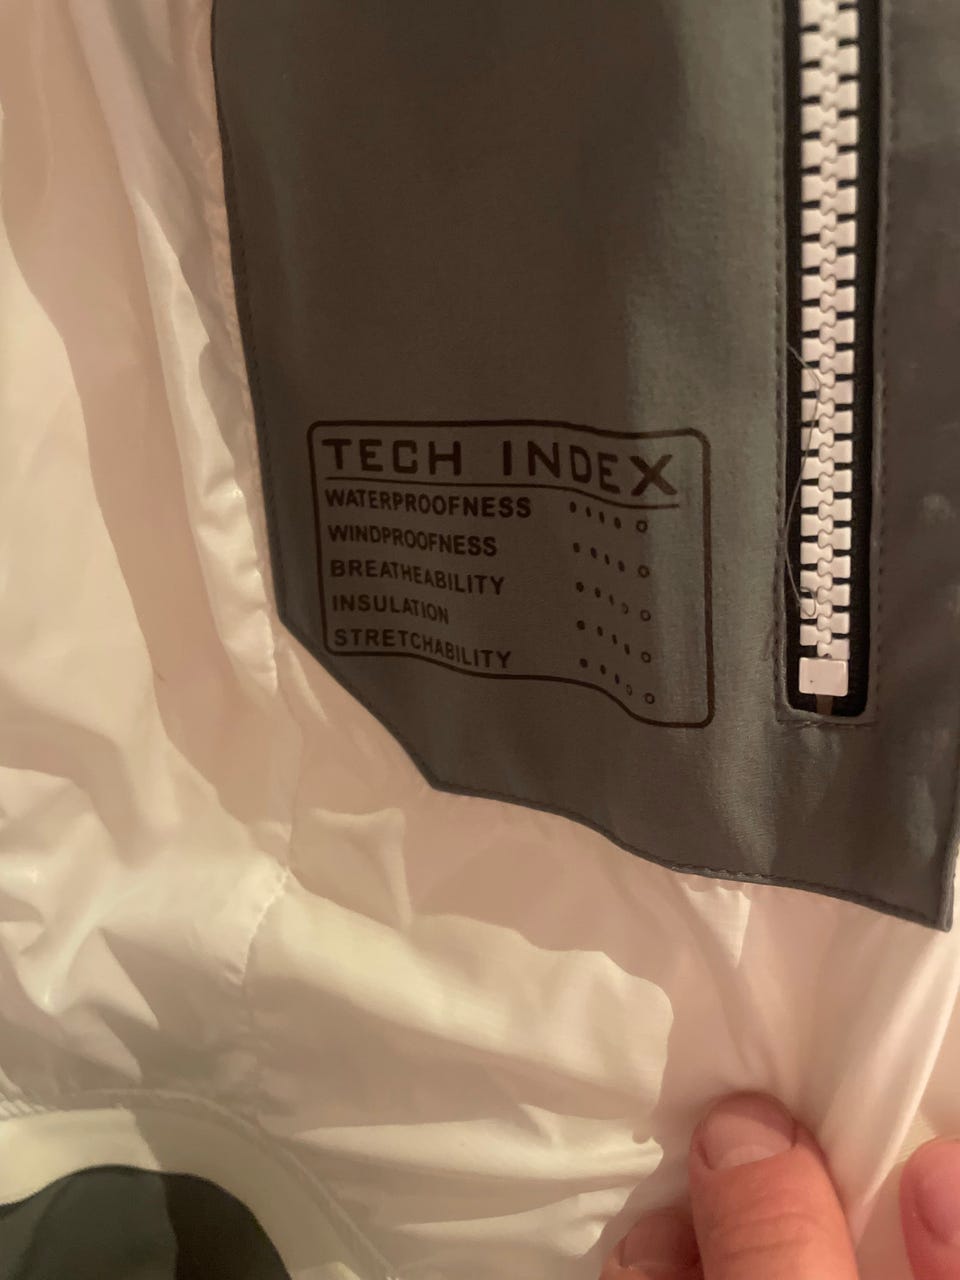 TECH INDEX
WATERPROOFNESS
WINDPROOFNESS
BREATHEABILITY
INSULATION
STRETCHABILITY